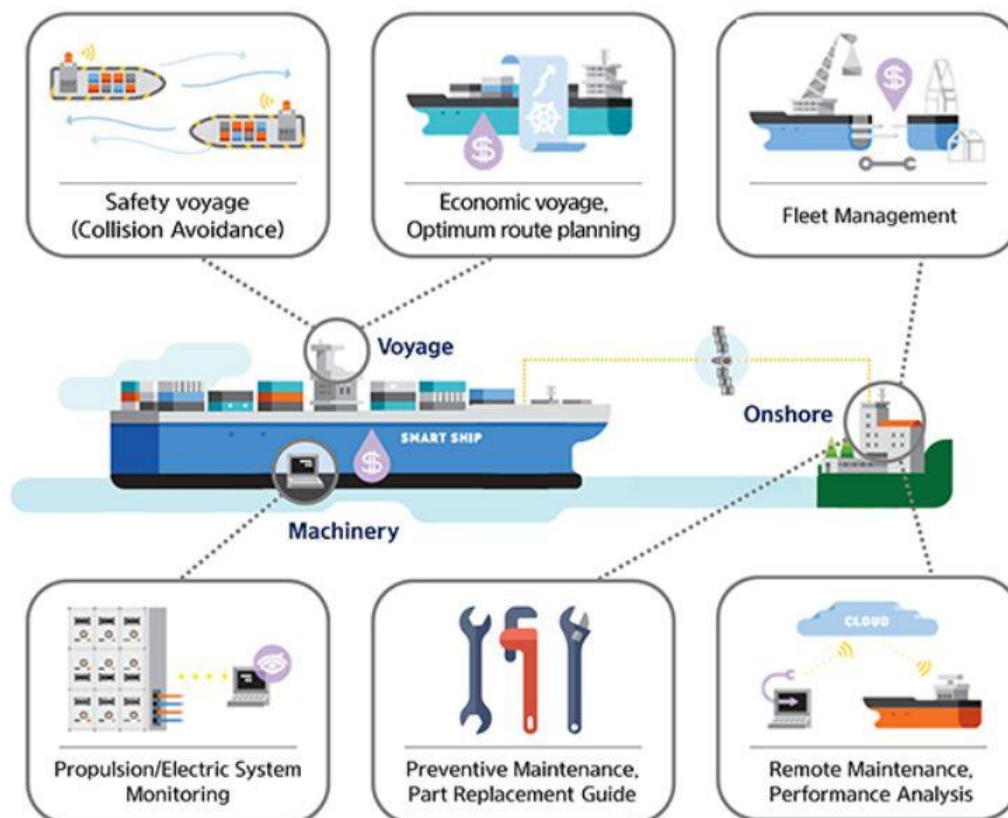 Safety voyage
(Collision Avoidance)
Economic voyage,
Optimum route planning
Fleet Management
Voyage
Onshore
SMART SHIP
Machinery
CLOUD
Propulsion/Electric System
Monitoring
Preventive Maintenance,
Part Replacement Guide
Remote Maintenance,
Performance Analysis